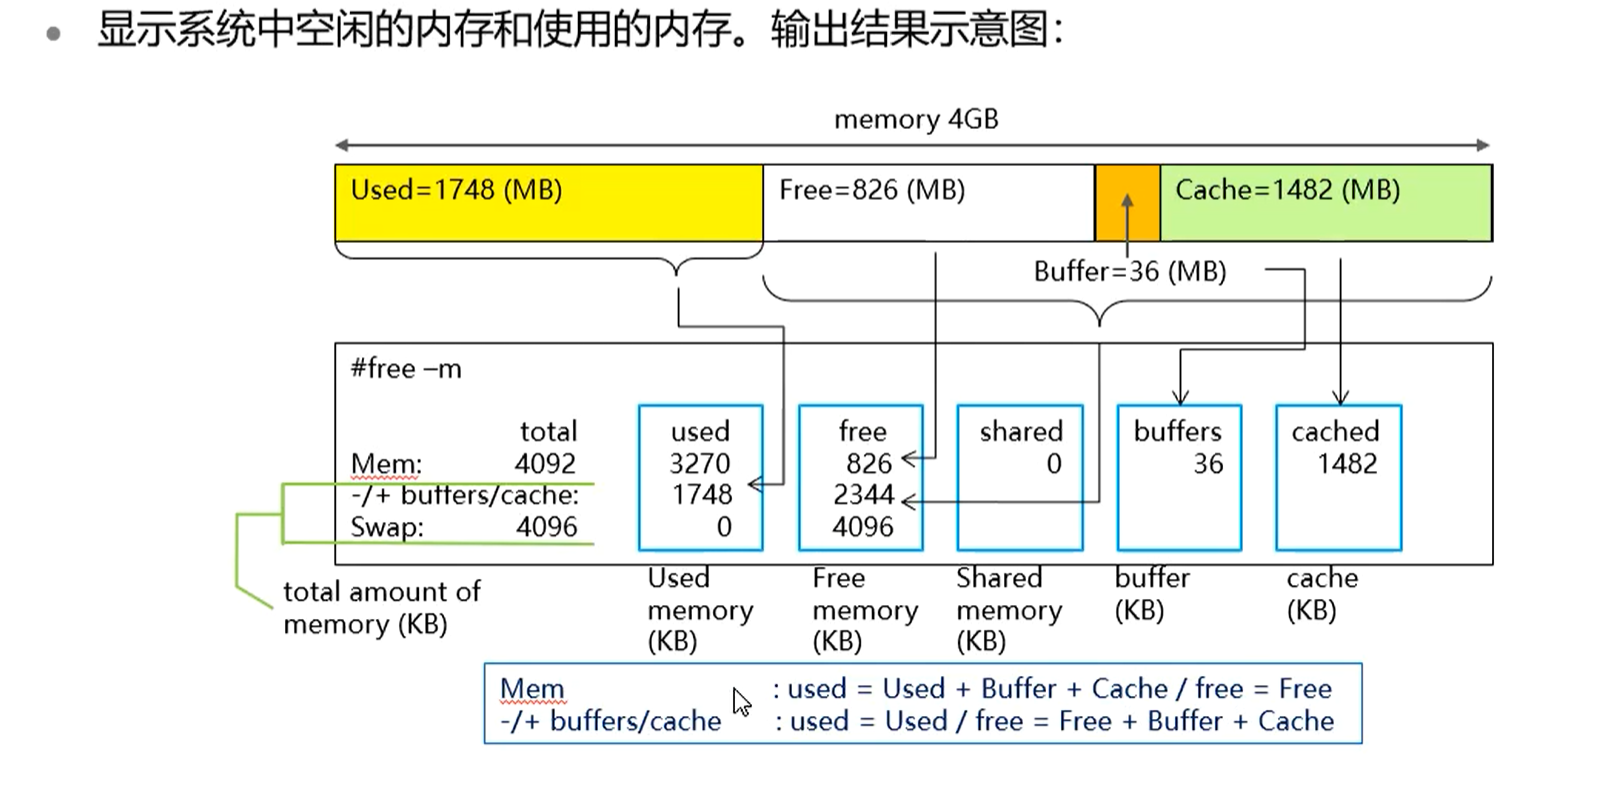 显示系统中空闲的内存和使用的内存。输出结果示意图：
memory 4GB
Used=1748 (MB)
Free=826 (MB)
Cache=1482 (MB)
Buffer=36 (MB)
#free –m
total used free shared buffers cached
Mem: 4092 3270 826 0 36 1482
-/+ buffers/cache: 1748 2344
Swap: 4096 0 4096
total amount of
memory (KB)
Used
memory
(KB)
Free
memory
(KB)
Shared
memory
(KB)
buffer
(KB)
cache
(KB)
Mem : used = Used + Buffer + Cache / free = Free
-/+ buffers/cache : used = Used / free = Free + Buffer + Cache